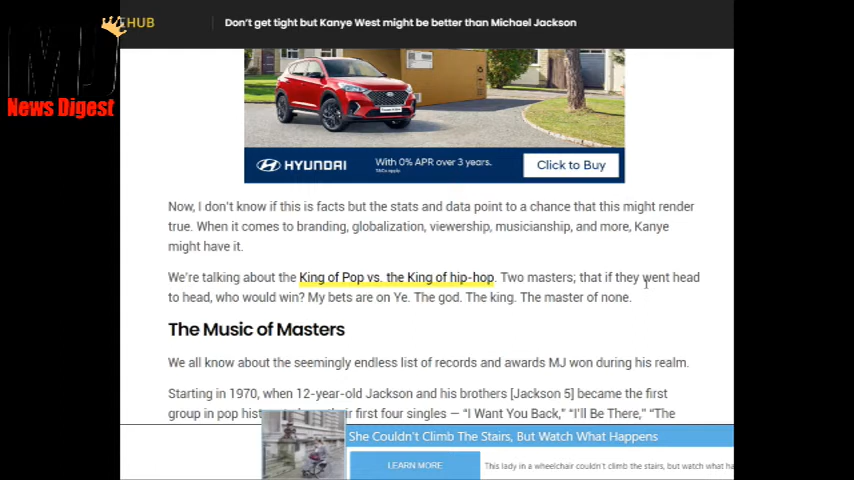 HUB
Don't get tight but Kanye West might be better than Michael Jackson
MJ
News Digest
HYUNDAI
With 0% APR over 3 years.
T&Cs apply
Click to Buy
Now, I don't know if this is facts but the stats and data point to a chance that this might render
true. When it comes to branding, globalization, viewership, musicianship, and more, Kanye
might have it.
We're talking about the King of Pop vs. the King of hip-hop. Two masters; that if they went head
to head, who would win? My bets are on Ye. The god. The king. The master of none.
The Music of Masters
We all know about the seemingly endless list of records and awards MJ won during his realm.
Starting in 1970, when 12-year-old Jackson and his brothers [Jackson 5] became the first
group in pop his their first four singles — “I Want You Back,” “I'll Be There,” “The
She Couldn't Climb The Stairs, But Watch What Happens
LEARN MORE
This lady in a wheelchair couldn't climb the stairs, but watch what ha